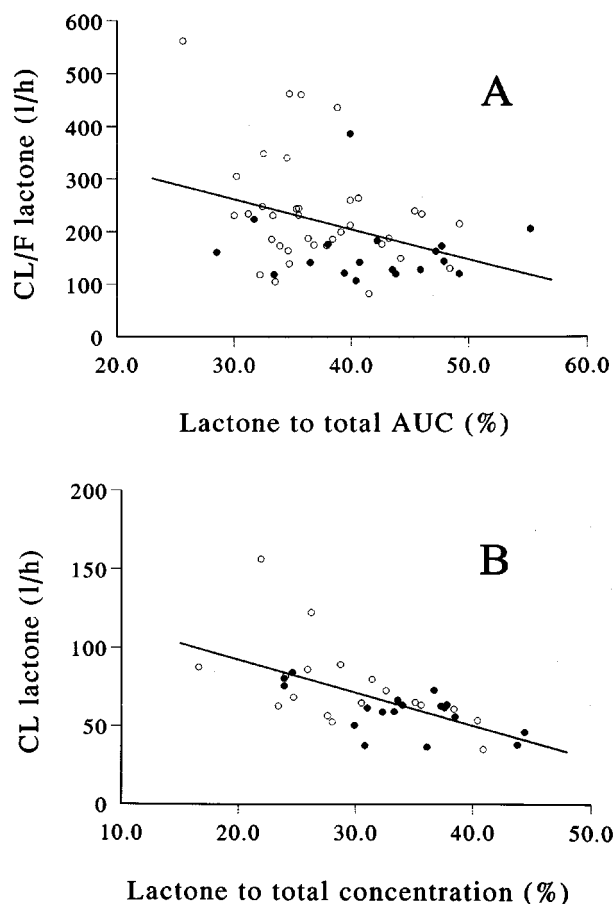 600
500
400
300
200
100
0
CL/F lactone (l/h)
A
20.0 30.0 40.0 50.0 60.0
Lactone to total AUC (%)
200
150
100
50
0
CL lactone (l/h)
B
10.0 20.0 30.0 40.0 50.0
Lactone to total concentration (%)